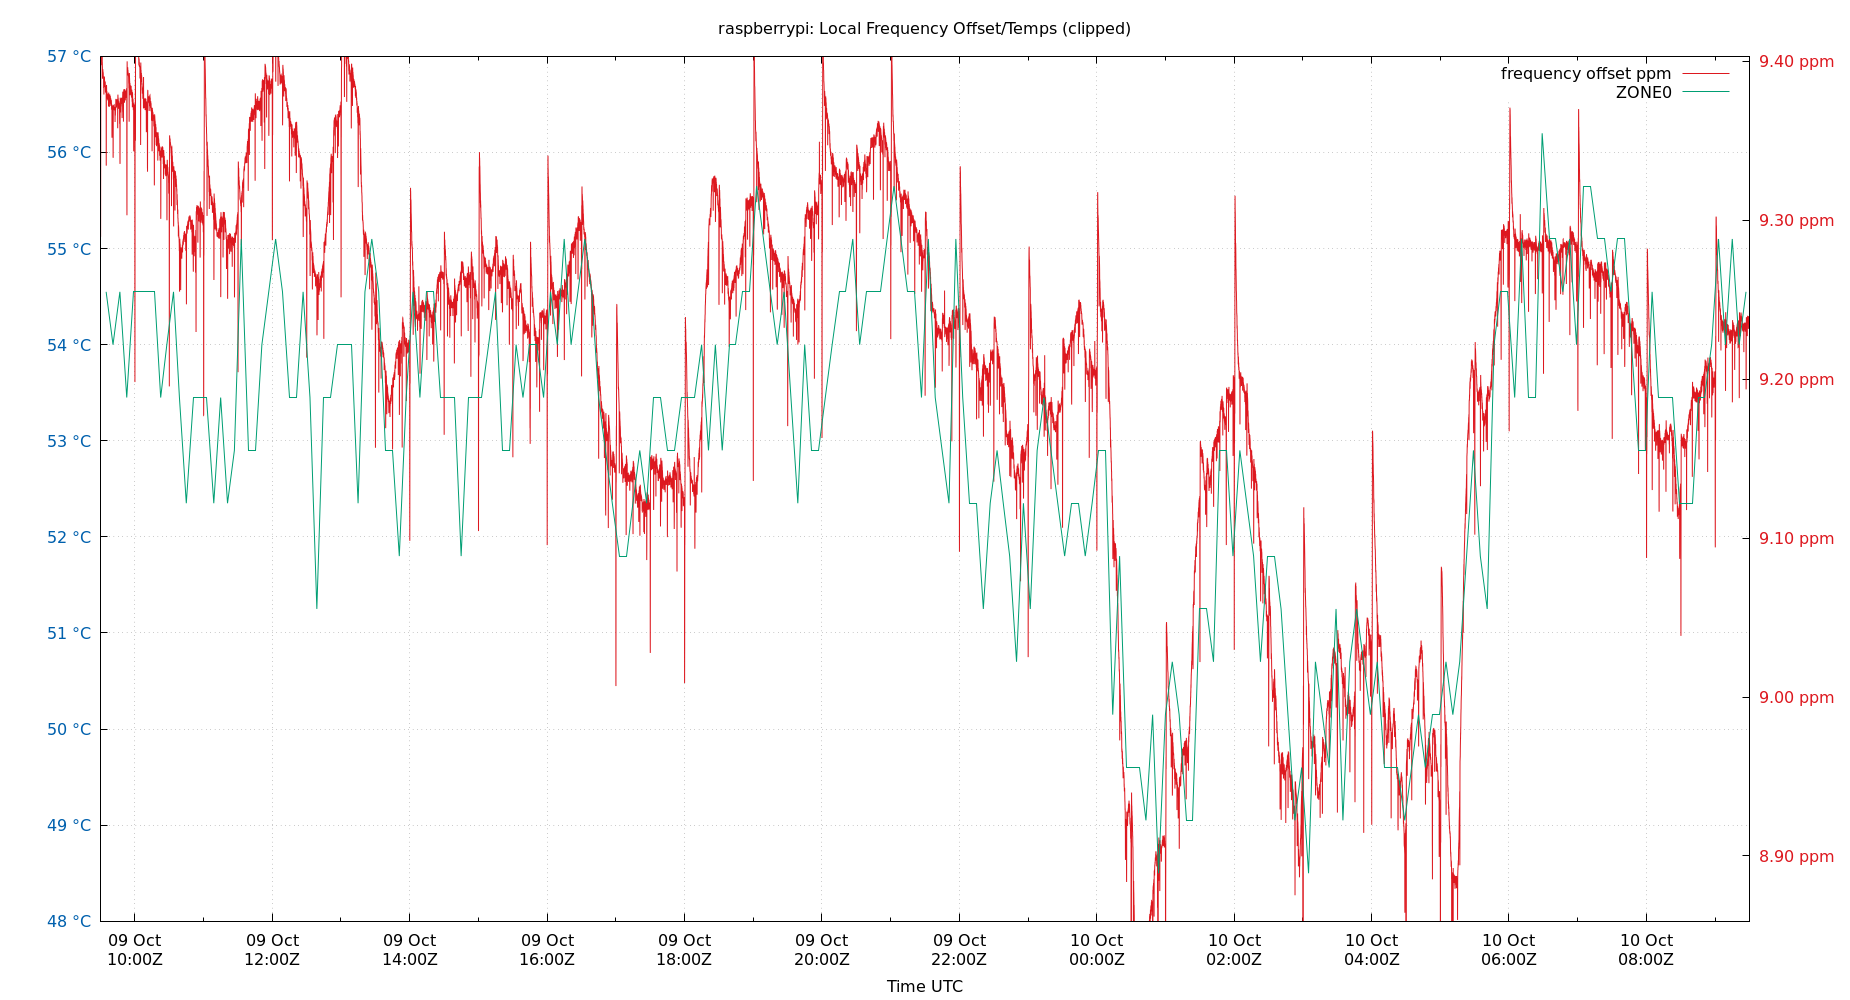 raspberrypi: Local Frequency Offset/Temps (clipped)
57 °C
56 °C
55 °C
54 °C
53 °C
52 °C
51 °C
50 °C
49 °C
48 °C
frequency offset ppm
ZONE0
9.40 ppm
9.30 ppm
9.20 ppm
9.10 ppm
9.00 ppm
8.90 ppm
09 Oct
10:00Z
09 Oct
12:00Z
09 Oct
14:00Z
09 Oct
16:00Z
09 Oct
18:00Z
09 Oct
20:00Z
09 Oct
22:00Z
10 Oct
00:00Z
10 Oct
02:00Z
10 Oct
04:00Z
10 Oct
06:00Z
10 Oct
08:00Z
Time UTC